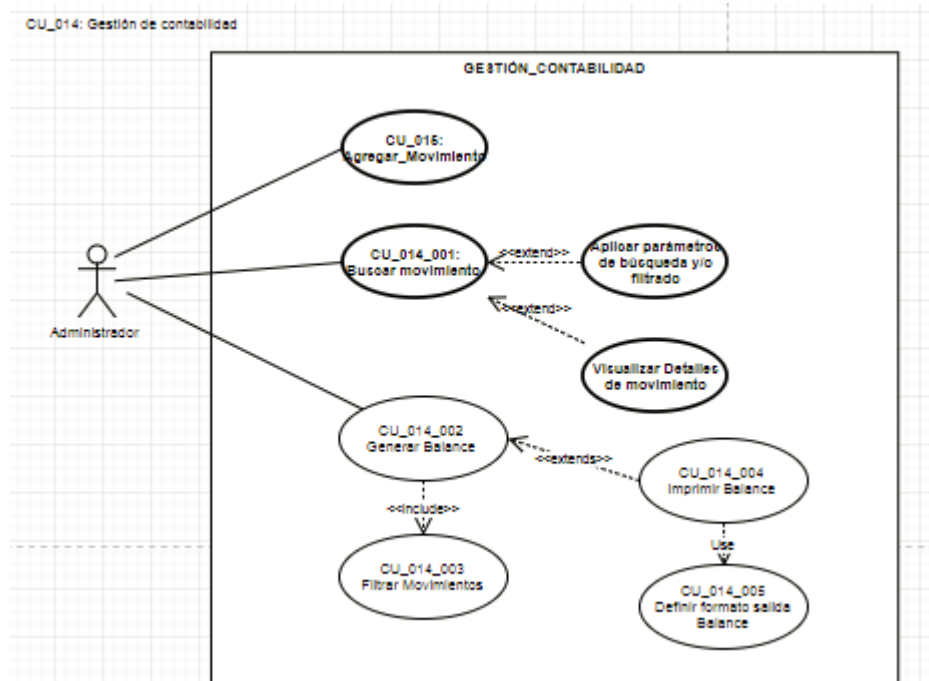 CU_014: Gestión de contabilidad
GESTIÓN_CONTABILIDAD
CU_015:
Agregar_Movimiento
CU_014_001:
Buscar movimiento
<<extend>>
Aplicar parámetros
de búsqueda y/o
filtrado
<<extend>>
Administrador
Visualizar Detalles
de movimiento
CU_014_002
Generar Balance
<<extends>>
CU_014_004
Imprimir Balance
<<include>>
Use
CU_014_003
Filtrar Movimientos
CU_014_005
Definir formato salida
Balance